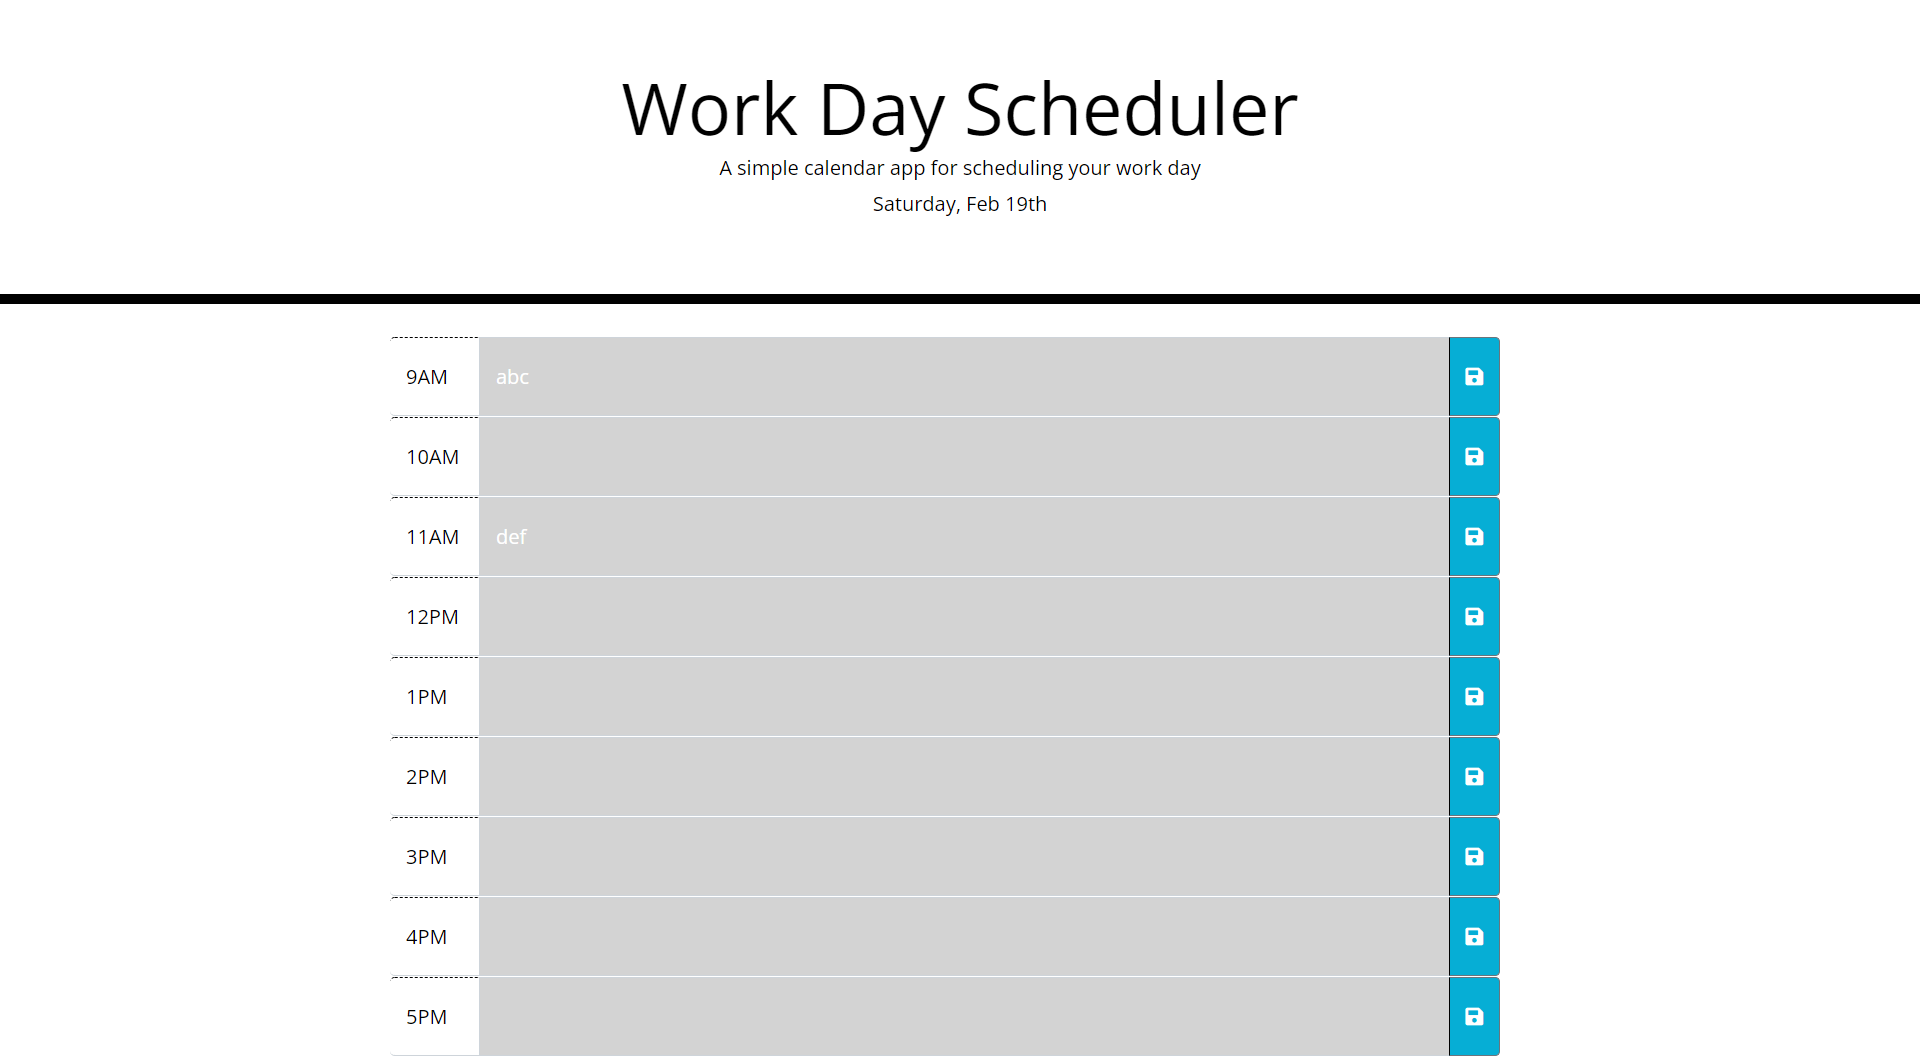 Work Day Scheduler
A simple calendar app for scheduling your work day
Saturday, Feb 19th
9AM abc
10AM
11AM def
12PM
1PM
2PM
3PM
4PM
5PM